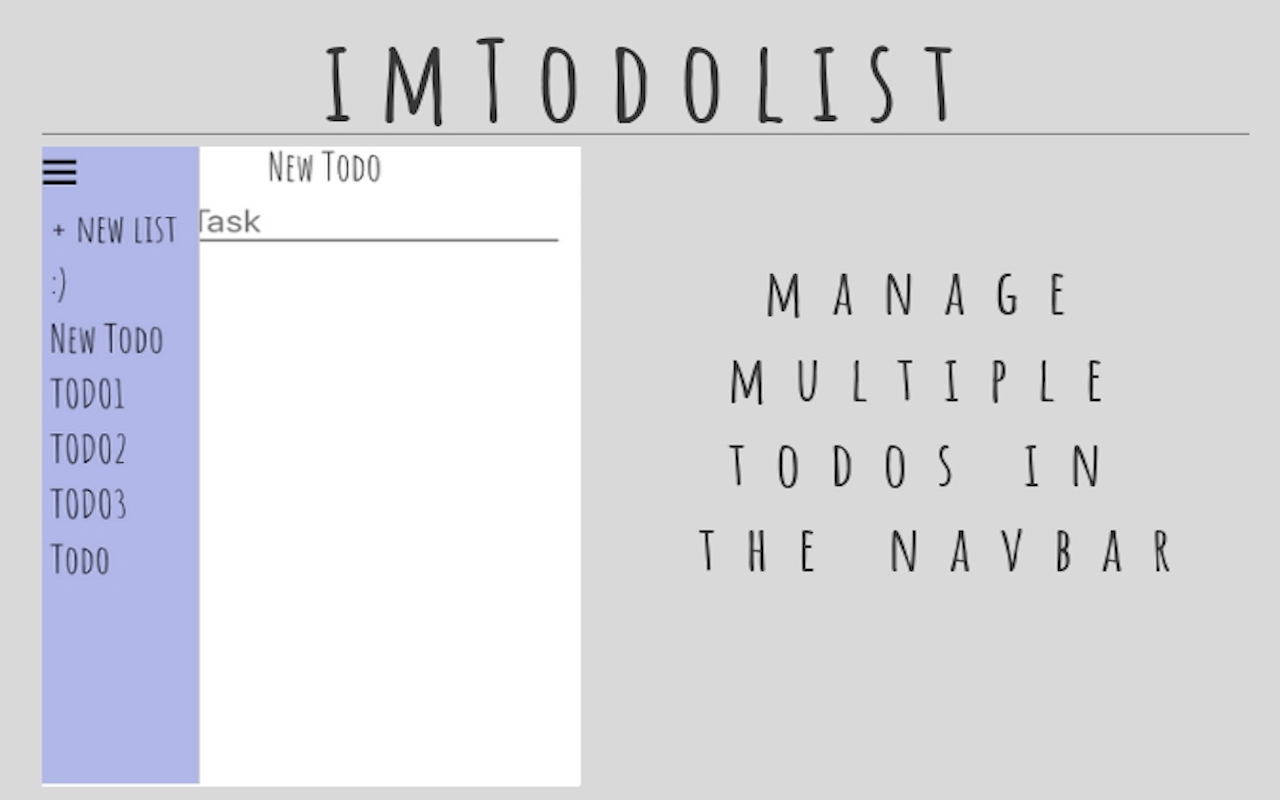 imTodolist
New Todo
Task
+ new list
:)
New Todo
TODO1
TODO2
TODO3
Todo
manage
multiple
todos in
the navbar